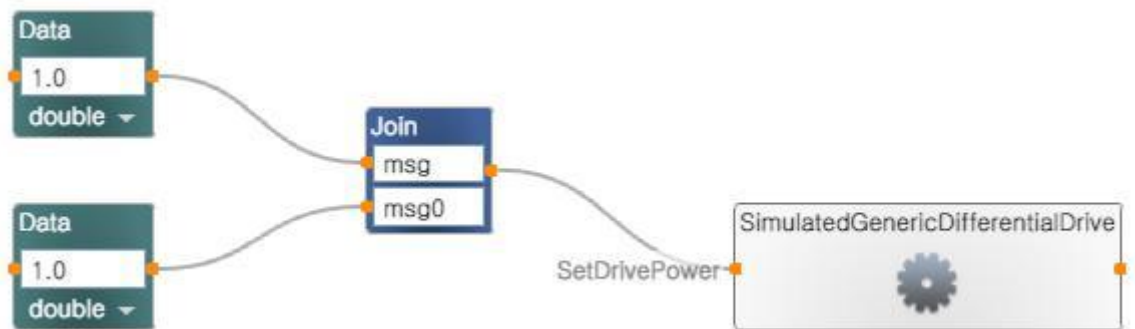 Data
1.0
double
Join
msg
msg0
Data
1.0
double
SimulatedGenericDifferentialDrive
SetDrivePower